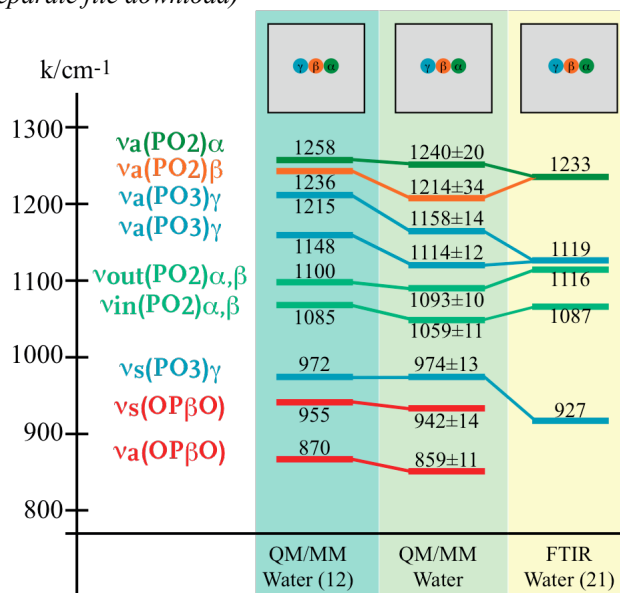 eparate file download)
γ β α γ β α γ β α
k/cm-1
1300
νa(PO2)α 1258 1240±20 1233
νa(PO2)β 1236 1214±34
1200 νa(PO3)γ 1215 1158±14
νa(PO3)γ 1148 1114±12 1119
1100 νout(PO2)α,β 1100 1093±10 1116
νin(PO2)α,β 1085 1059±11 1087
1000
νs(PO3)γ 972 974±13 927
νs(OPβO) 955 942±14
900
νa(OPβO) 870 859±11
800
QM/MM QM/MM FTIR
Water (12) Water Water (21)